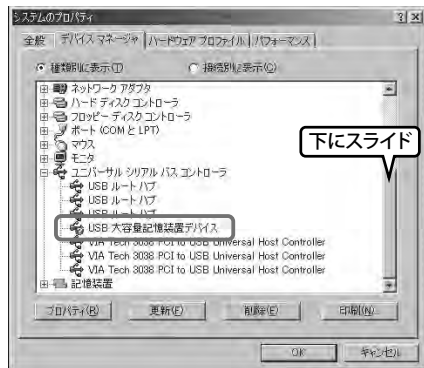 システムのプロパティ
全般
デバイス マネージャ
ハードウェア プロファイル
パフォーマンス
種類別に表示(T)
接続別に表示(C)
ネットワーク アダプタ
ハード ディスク コントローラ
フロッピー ディスク コントローラ
ポート (COM と LPT)
マウス
モニタ
下にスライド
ユニバーサル シリアル バス コントローラ
USB ルート ハブ
USB ルート ハブ
USB ルート ハブ
USB 大容量記憶装置デバイス
VIA Tech 3038 PCI to USB Universal Host Controller
VIA Tech 3038 PCI to USB Universal Host Controller
VIA Tech 3038 PCI to USB Universal Host Controller
記憶装置
プロパティ(R)
更新(F)
削除(E)
印刷(N)...
OK
キャンセル